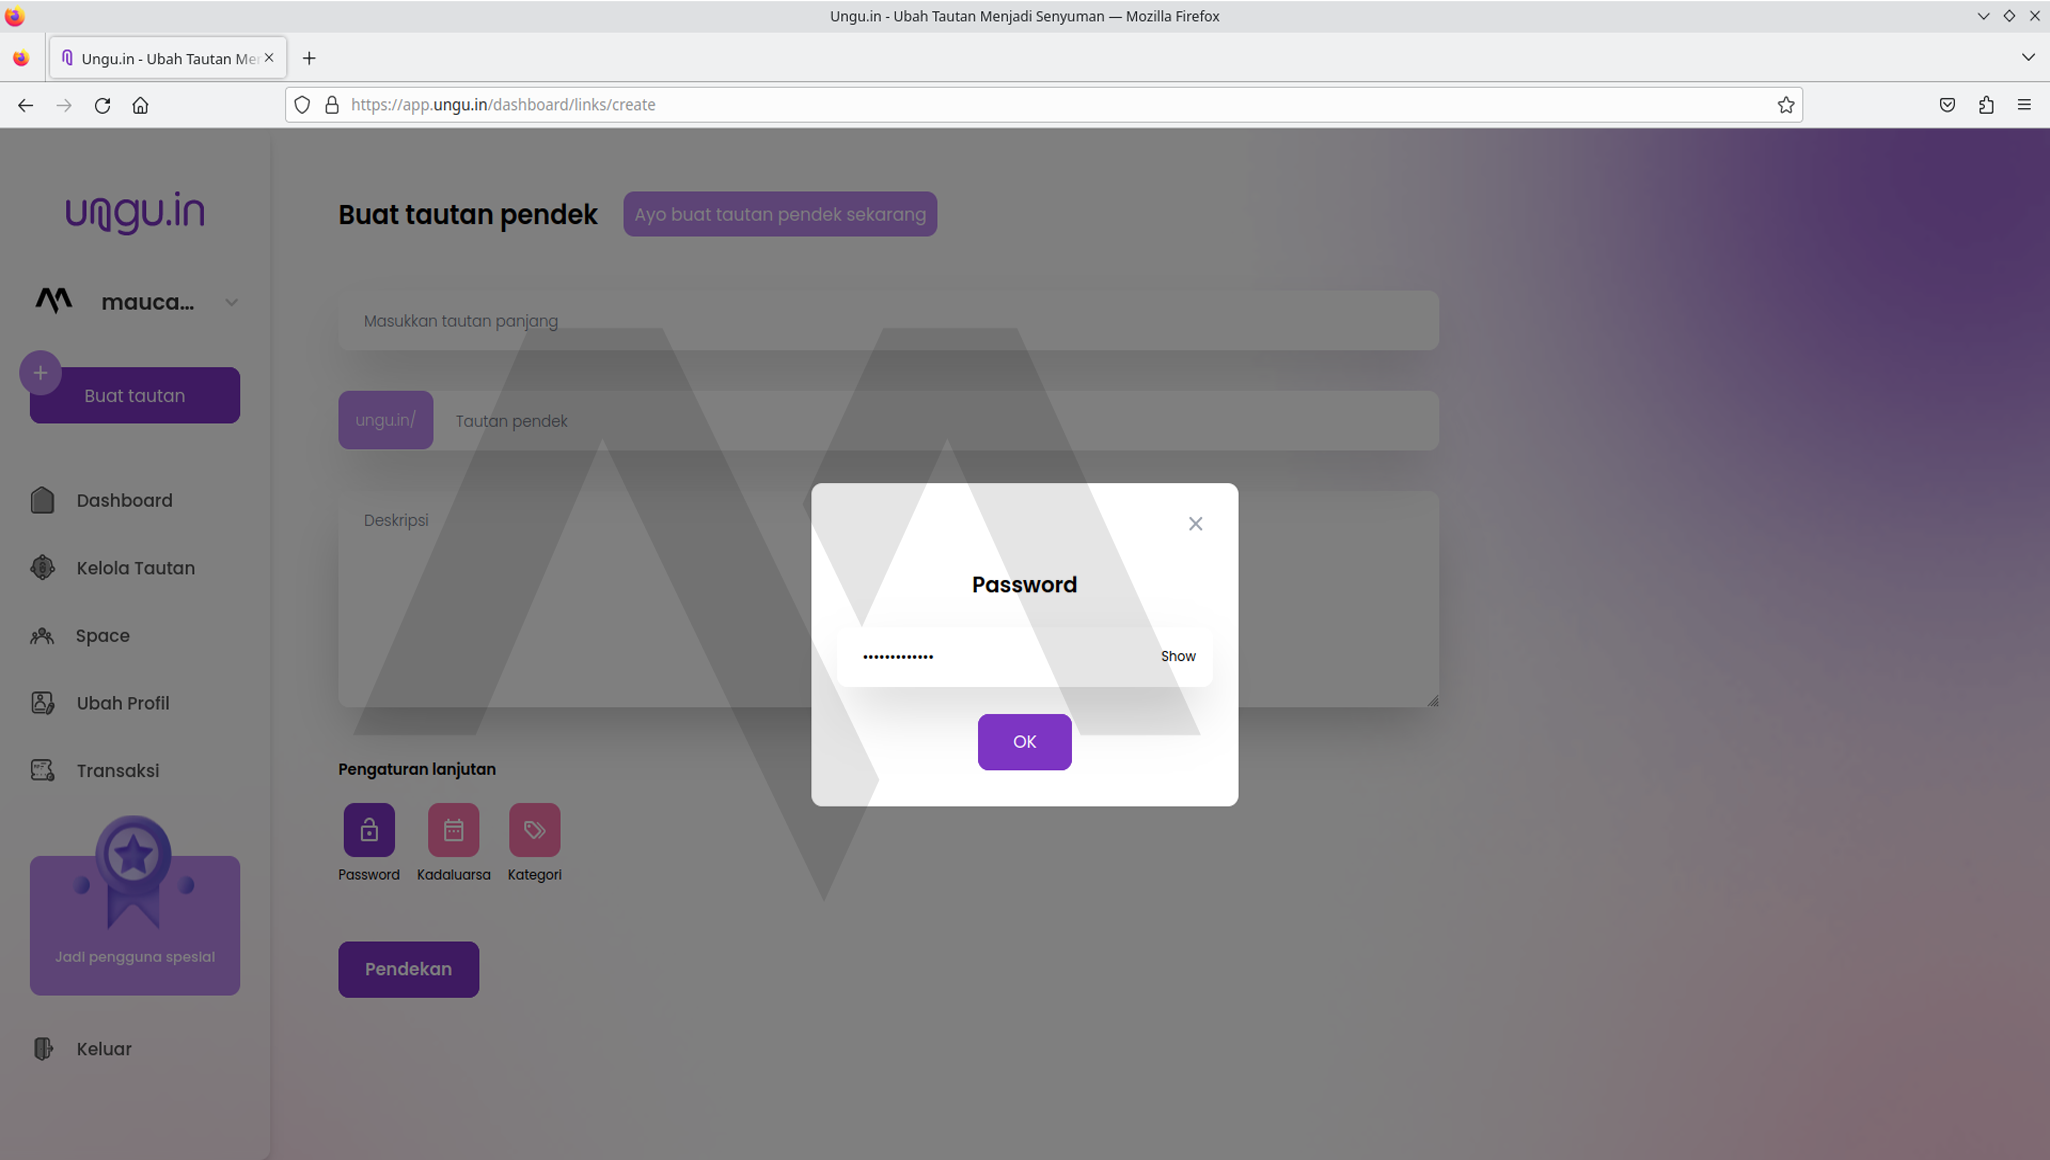 Ungu.in - Ubah Tautan Menjadi Senyuman — Mozilla Firefox
Ungu.in - Ubah Tautan Me
https://app.ungu.in/dashboard/links/create
ungu.in
mauca...
Buat tautan
Dashboard
Kelola Tautan
Space
Ubah Profil
Transaksi
Jadi pengguna spesial
Keluar
Buat tautan pendek
Ayo buat tautan pendek sekarang
Masukkan tautan panjang
ungu.in/
Tautan pendek
Deskripsi
Pengaturan lanjutan
Password
Kadaluarsa
Kategori
Pendekan
Password
•••••••••••••
Show
OK